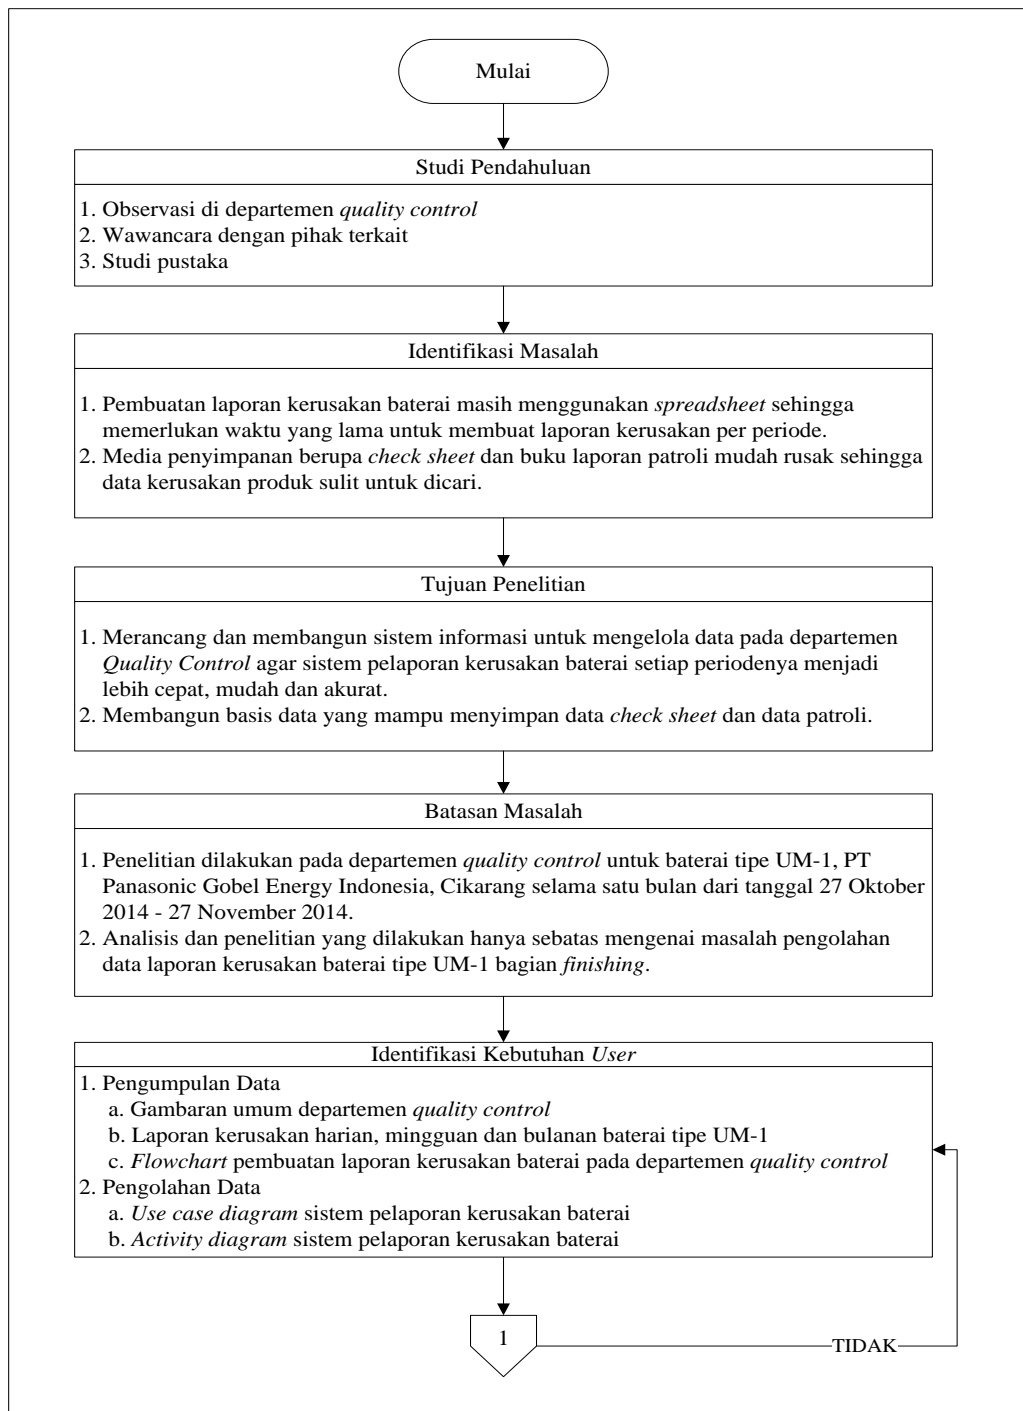 Mulai
Studi Pendahuluan
1. Observasi di departemen quality control
2. Wawancara dengan pihak terkait
3. Studi pustaka
Identifikasi Masalah
1. Pembuatan laporan kerusakan baterai masih menggunakan spreadsheet sehingga
memerlukan waktu yang lama untuk membuat laporan kerusakan per periode.
2. Media penyimpanan berupa check sheet dan buku laporan patroli mudah rusak sehingga
data kerusakan produk sulit untuk dicari.
Tujuan Penelitian
1. Merancang dan membangun sistem informasi untuk mengelola data pada departemen
Quality Control agar sistem pelaporan kerusakan baterai setiap periodenya menjadi
lebih cepat, mudah dan akurat.
2. Membangun basis data yang mampu menyimpan data check sheet dan data patroli.
Batasan Masalah
1. Penelitian dilakukan pada departemen quality control untuk baterai tipe UM-1, PT
Panasonic Gobel Energy Indonesia, Cikarang selama satu bulan dari tanggal 27 Oktober
2014 - 27 November 2014.
2. Analisis dan penelitian yang dilakukan hanya sebatas mengenai masalah pengolahan
data laporan kerusakan baterai tipe UM-1 bagian finishing.
Identifikasi Kebutuhan User
1. Pengumpulan Data
a. Gambaran umum departemen quality control
b. Laporan kerusakan harian, mingguan dan bulanan baterai tipe UM-1
c. Flowchart pembuatan laporan kerusakan baterai pada departemen quality control
2. Pengolahan Data
a. Use case diagram sistem pelaporan kerusakan baterai
b. Activity diagram sistem pelaporan kerusakan baterai
1
TIDAK